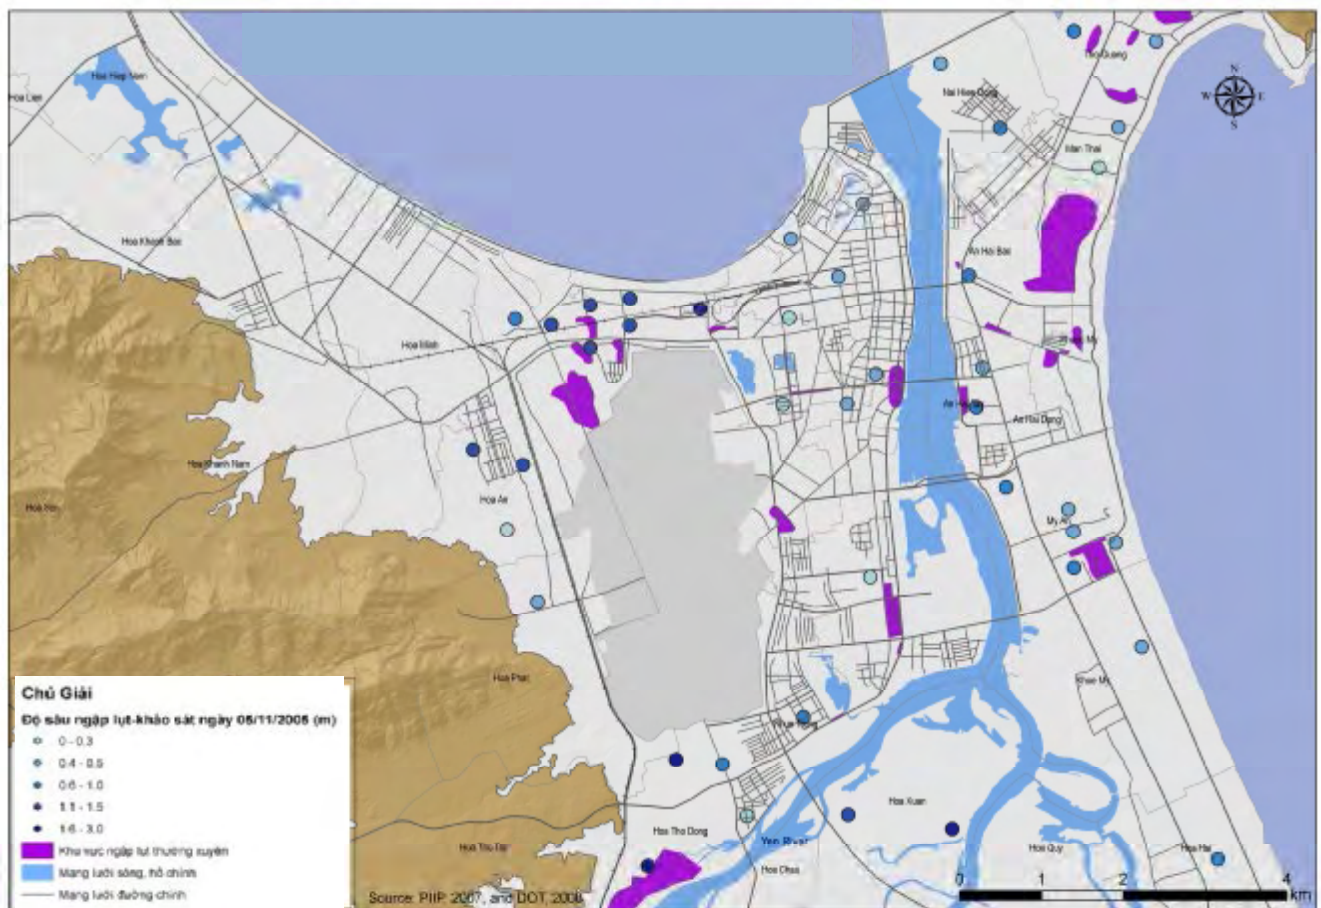 Hoa Hiep Nam
Hoa Lien
Tho Quang
N
W E
S
Nai Hien Dong
Man Thai
Hoa Khanh Bac
An Hai Bac
Hoa Minh
An Hai Dong
Hoa Khanh Nam
Hoa An
My An
Hoa Phat
Khue My
Hoa Xuan
Hoa Tho Dong
Yen River
Hoa Chau
Hoa Quy
Hoa Hai
Chú Giải
Độ sâu ngập lụt-khảo sát ngày 05/11/2005 (m)
0 - 0.3
0.4 - 0.5
0.6 - 1.0
1.1 - 1.5
1.6 - 3.0
Khu vực ngập lụt thường xuyên
Mạng lưới sông, hồ chính
Mạng lưới đường chính
Source: PIIP 2007, and DOT, 2008
0 1 2 4
km